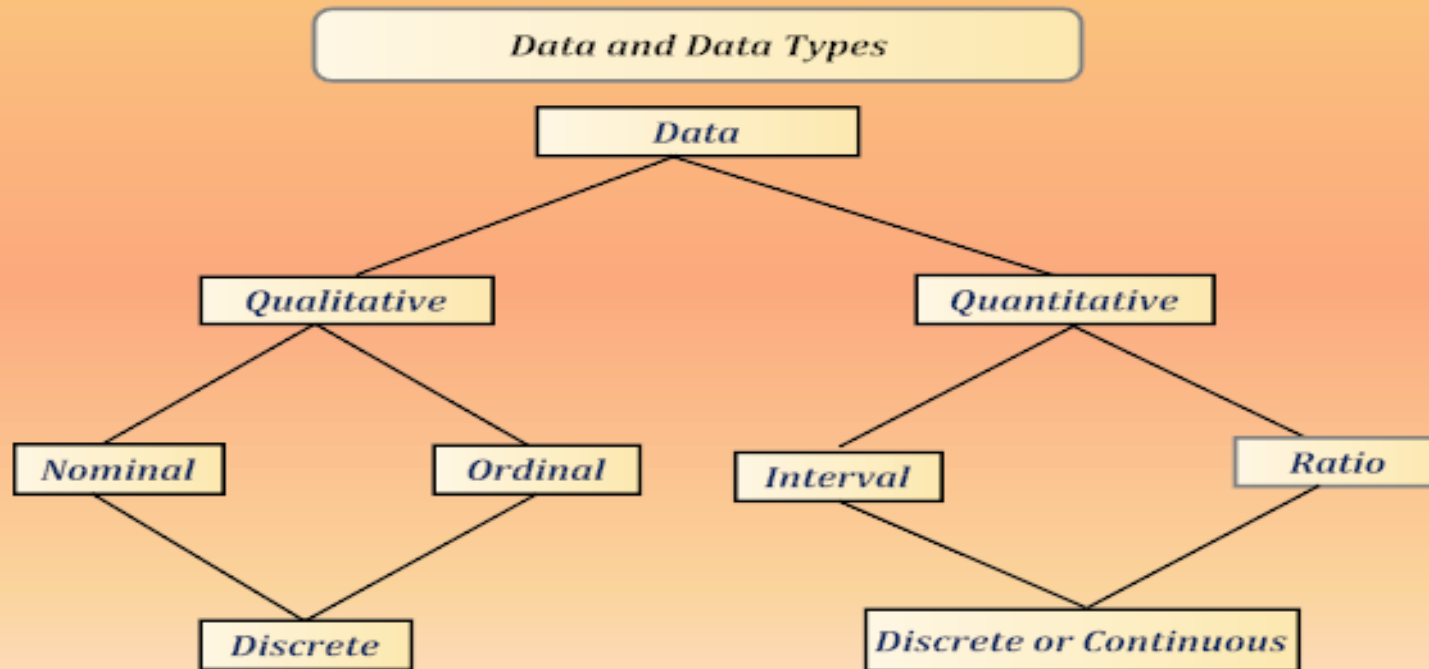 Data and Data Types
Data
Qualitative
Quantitative
Nominal
Ordinal
Interval
Ratio
Discrete
Discrete or Continuous